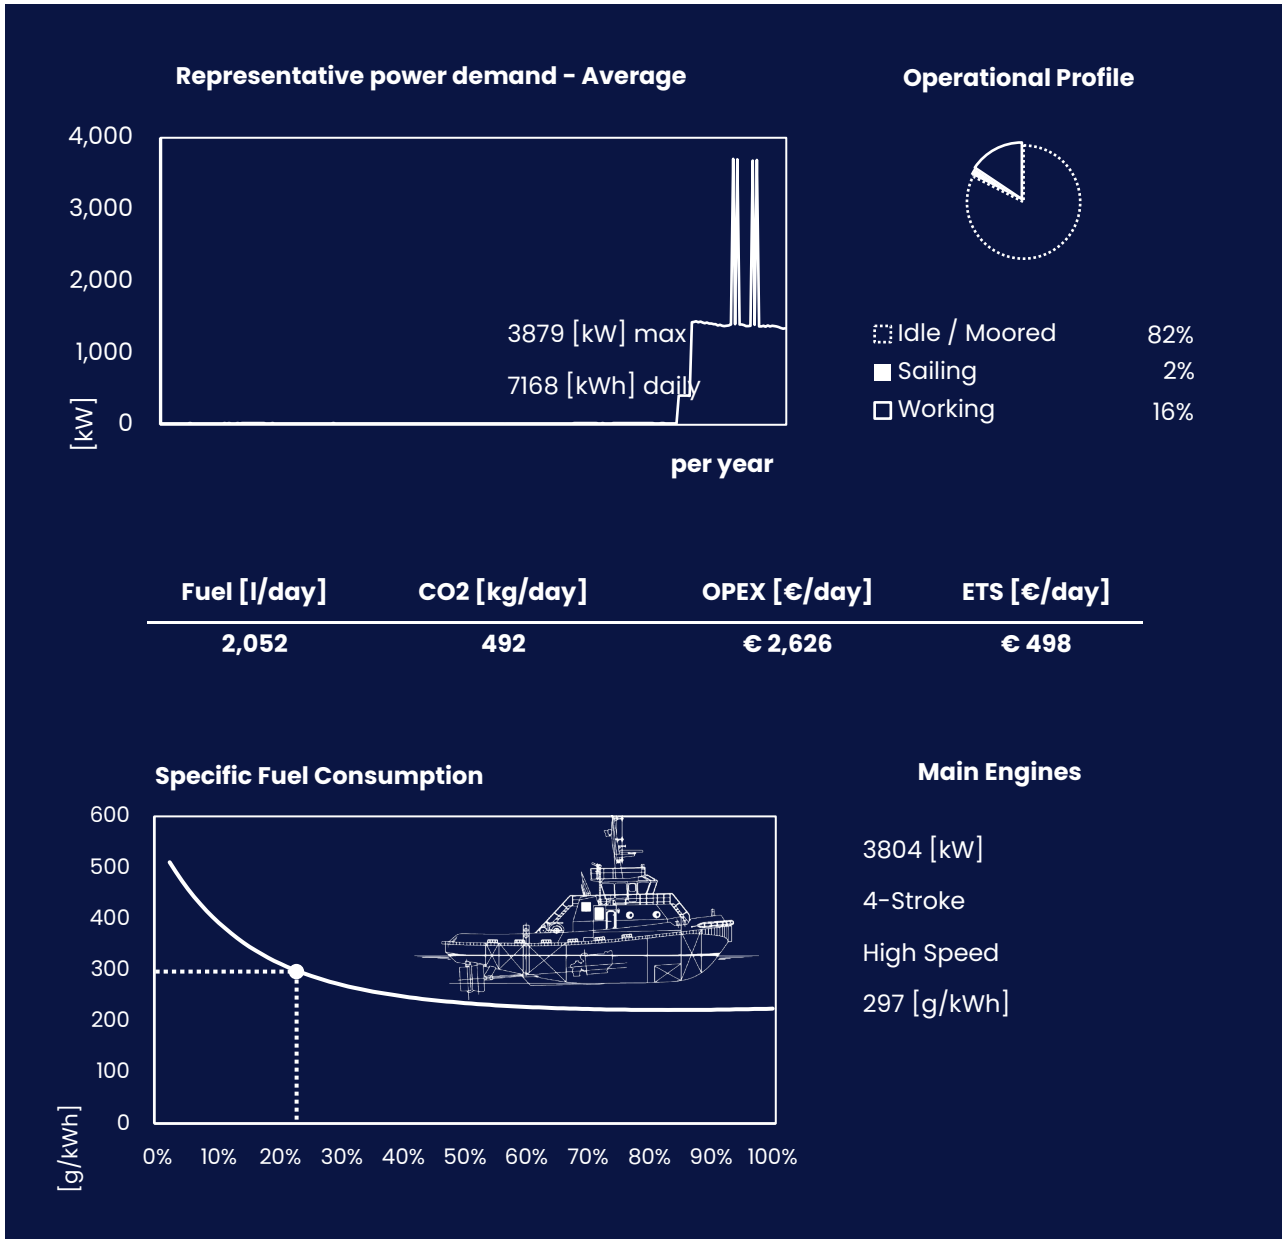 Representative power demand - Average
Operational Profile
4,000
3,000
2,000
1,000
0
[kW]
3879 [kW] max
7168 [kWh] daily
per year
Idle / Moored 82%
Sailing 2%
Working 16%
Fuel [l/day] CO2 [kg/day] OPEX [€/day] ETS [€/day]
2,052 492 € 2,626 € 498
Specific Fuel Consumption
Main Engines
600
500
400
300
200
100
0
[g/kWh]
0% 10% 20% 30% 40% 50% 60% 70% 80% 90% 100%
3804 [kW]
4-Stroke
High Speed
297 [g/kWh]